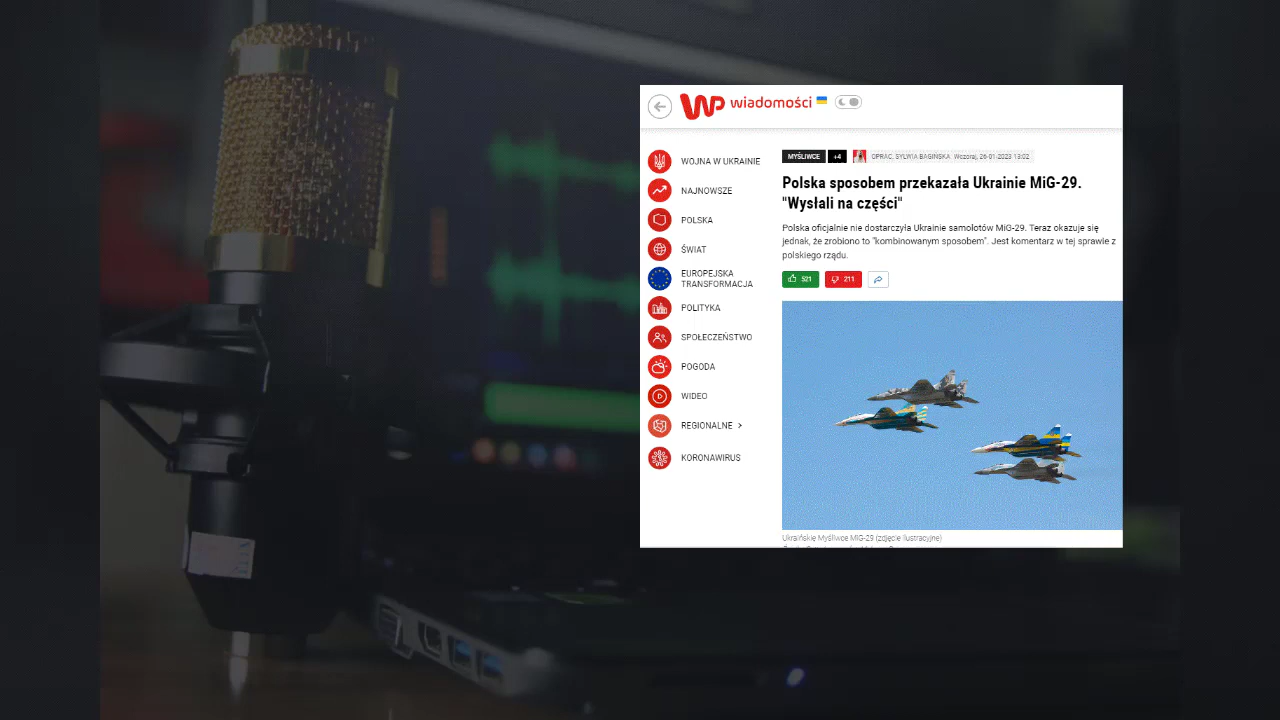 WP wiadomości
WOJNA W UKRAINIE
NAJNOWSZE
POLSKA
ŚWIAT
EUROPEJSKA
TRANSFORMACJA
POLITYKA
SPOŁECZEŃSTWO
POGODA
WIDEO
REGIONALNE
KORONAWIRUS
MYŚLIWCE +4 OPRAC. SYLWIA BAGIŃSKA Wczoraj, 26-01-2023 13:02
Polska sposobem przekazała Ukrainie MiG-29.
"Wysłali na części"
Polska oficjalnie nie dostarczyła Ukrainie samolotów MiG-29. Teraz okazuje się
jednak, że zrobiono to "kombinowanym sposobem". Jest komentarz w tej sprawie z
polskiego rządu.
521 211
Ukraińskie Myśliwce MiG-29 (zdjęcie ilustracyjne)